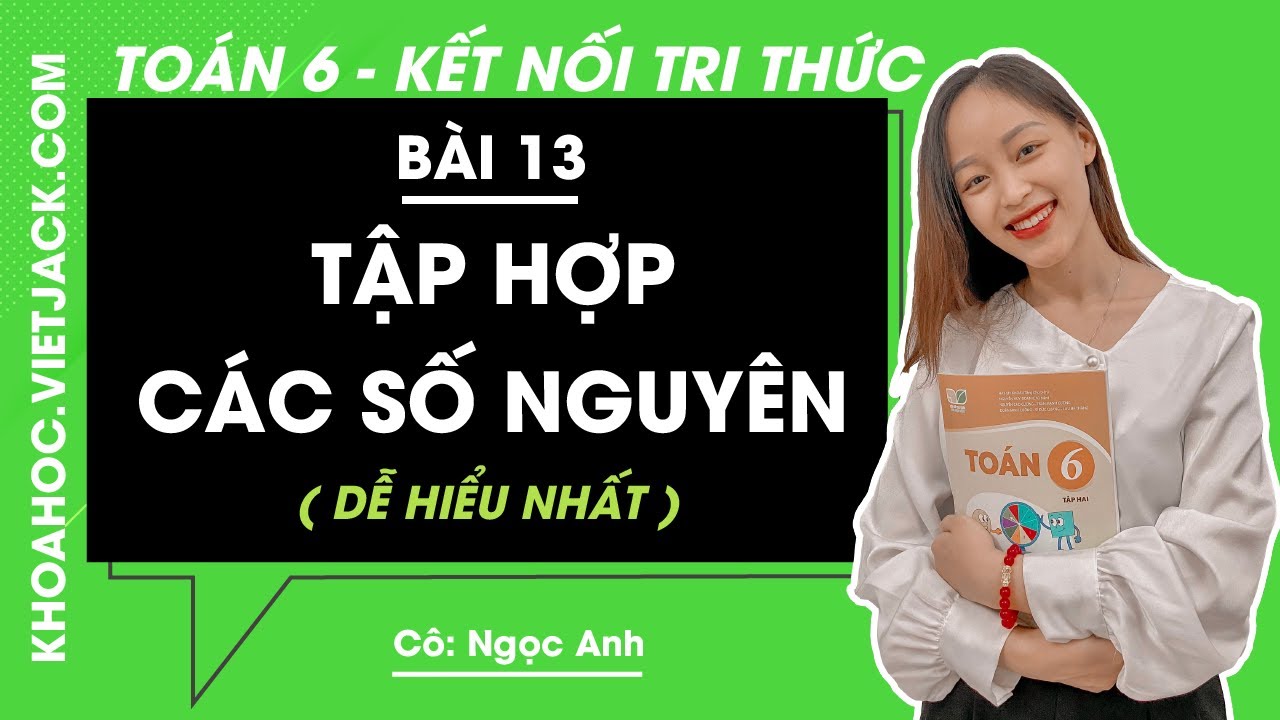 TOÁN 6 - KẾT NỐI TRI THỨC
KHOAHOC.VIETJACK.COM
BÀI 13
TẬP HỢP
CÁC SỐ NGUYÊN
( DỄ HIỂU NHẤT )
Cô: Ngọc Anh
TOÁN 6
TẬP HAI